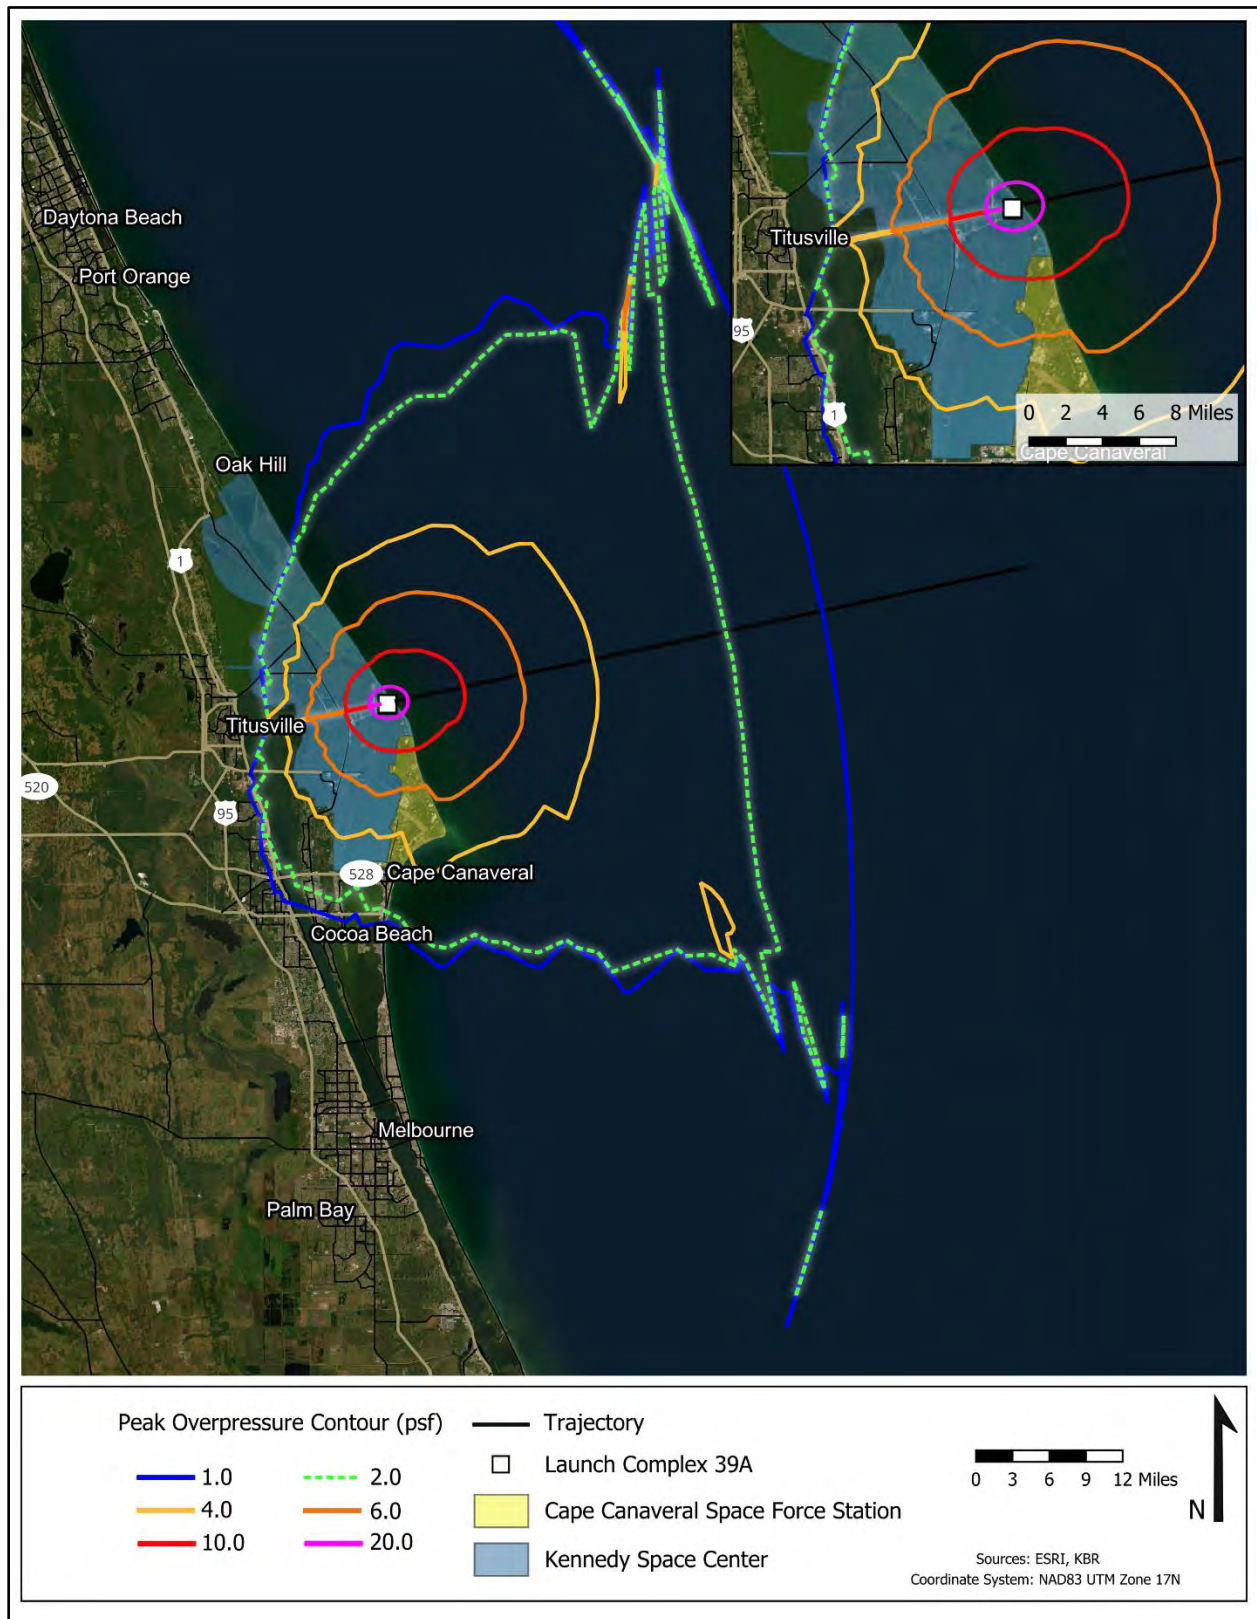 Daytona Beach
Port Orange
Oak Hill
1
Titusville
520
95
528
Cape Canaveral
Cocoa Beach
Melbourne
Palm Bay
Titusville
95
1
0 2 4 6 8 Miles
Cape Canaveral
Peak Overpressure Contour (psf)
1.0
2.0
4.0
6.0
10.0
20.0
Trajectory
Launch Complex 39A
Cape Canaveral Space Force Station
Kennedy Space Center
0 3 6 9 12 Miles
N
Sources: ESRI, KBR
Coordinate System: NAD83 UTM Zone 17N